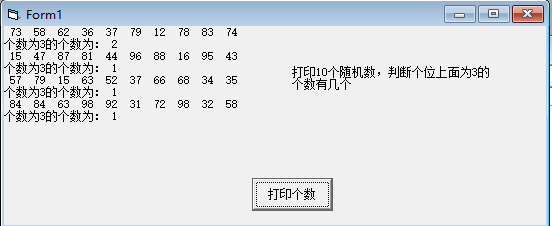 Form1
73 58 62 36 37 79 12 78 83 74
个数为3的个数为： 2
15 47 87 81 44 96 88 16 95 43
个数为3的个数为： 1
57 79 15 63 52 37 66 68 34 35
个数为3的个数为： 1
84 84 63 98 92 31 72 98 32 58
个数为3的个数为： 1
打印10个随机数，判断个位上面为3的
个数有几个
打印个数